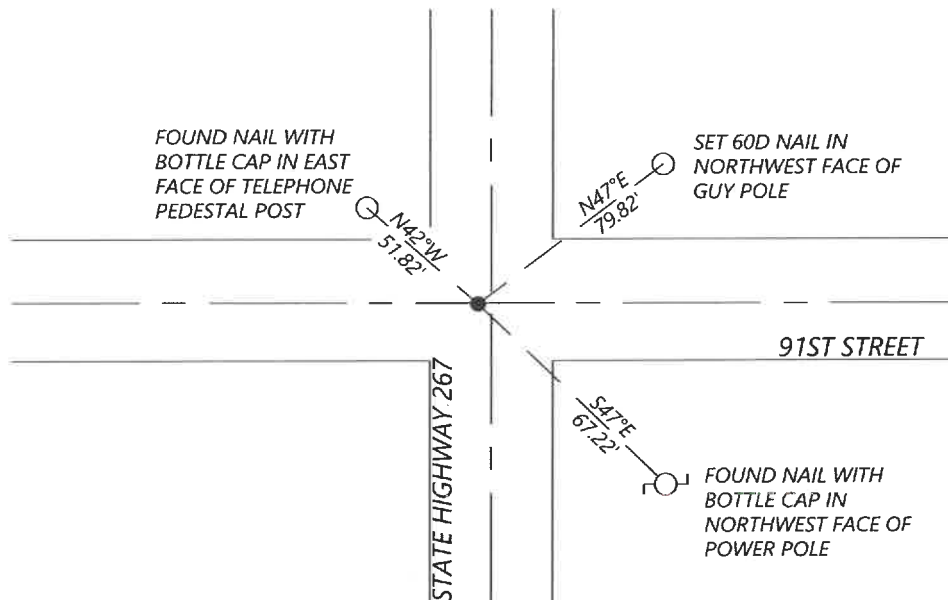 FOUND NAIL WITH
BOTTLE CAP IN EAST
FACE OF TELEPHONE
PEDESTAL POST
SET 60D NAIL IN
NORTHWEST FACE OF
GUY POLE
N42°W
51.82'
N47°E
79.82'
91ST STREET
STATE HIGHWAY 267
S47°E
67.22'
FOUND NAIL WITH
BOTTLE CAP IN
NORTHWEST FACE OF
POWER POLE